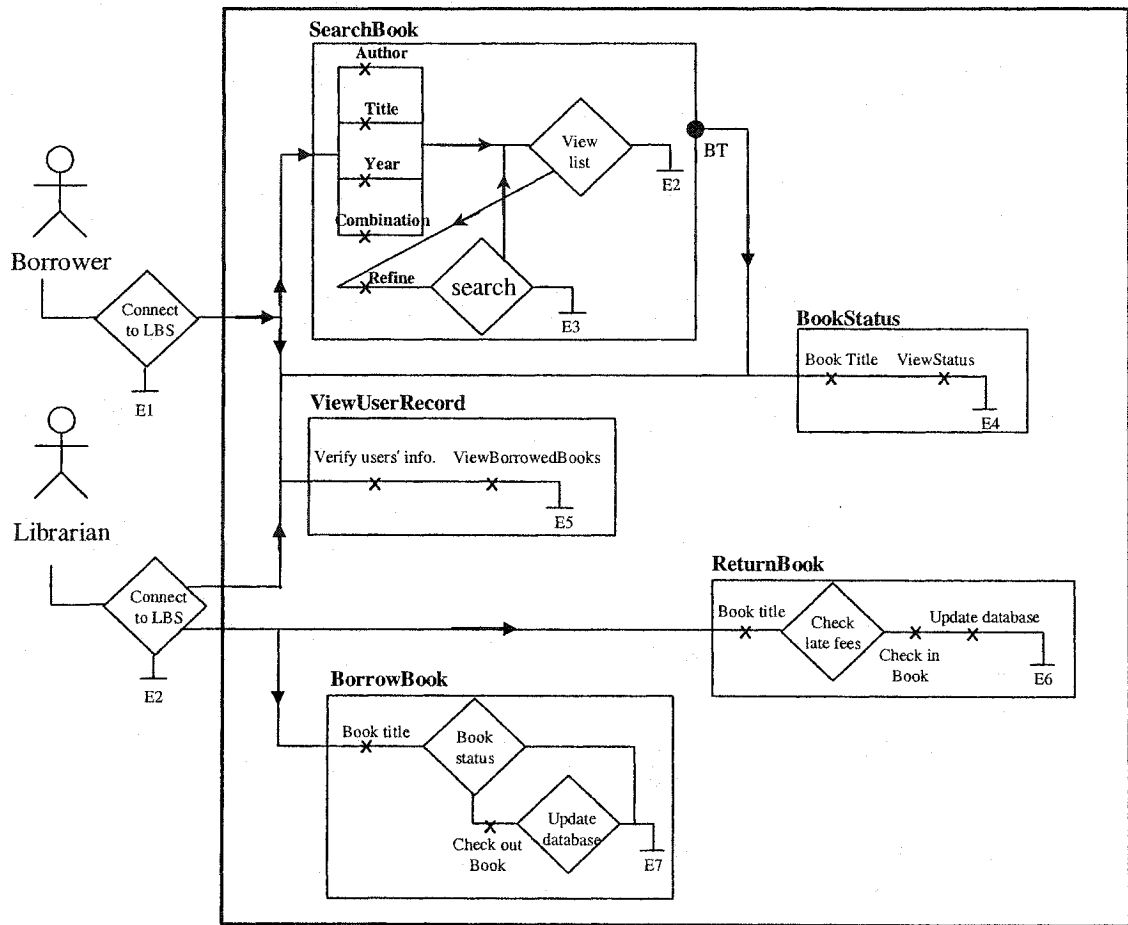 SearchBook
Author
Title
Year
Combination
Refine
View
list
E2
search
E3
BT
Borrower
Connect
to LBS
E1
BookStatus
Book Title
ViewStatus
E4
ViewUserRecord
Verify users' info.
ViewBorrowedBooks
E5
Librarian
Connect
to LBS
E2
ReturnBook
Book title
Check
late fees
Check in
Book
Update database
E6
BorrowBook
Book title
Book
status
Check out
Book
Update
database
E7